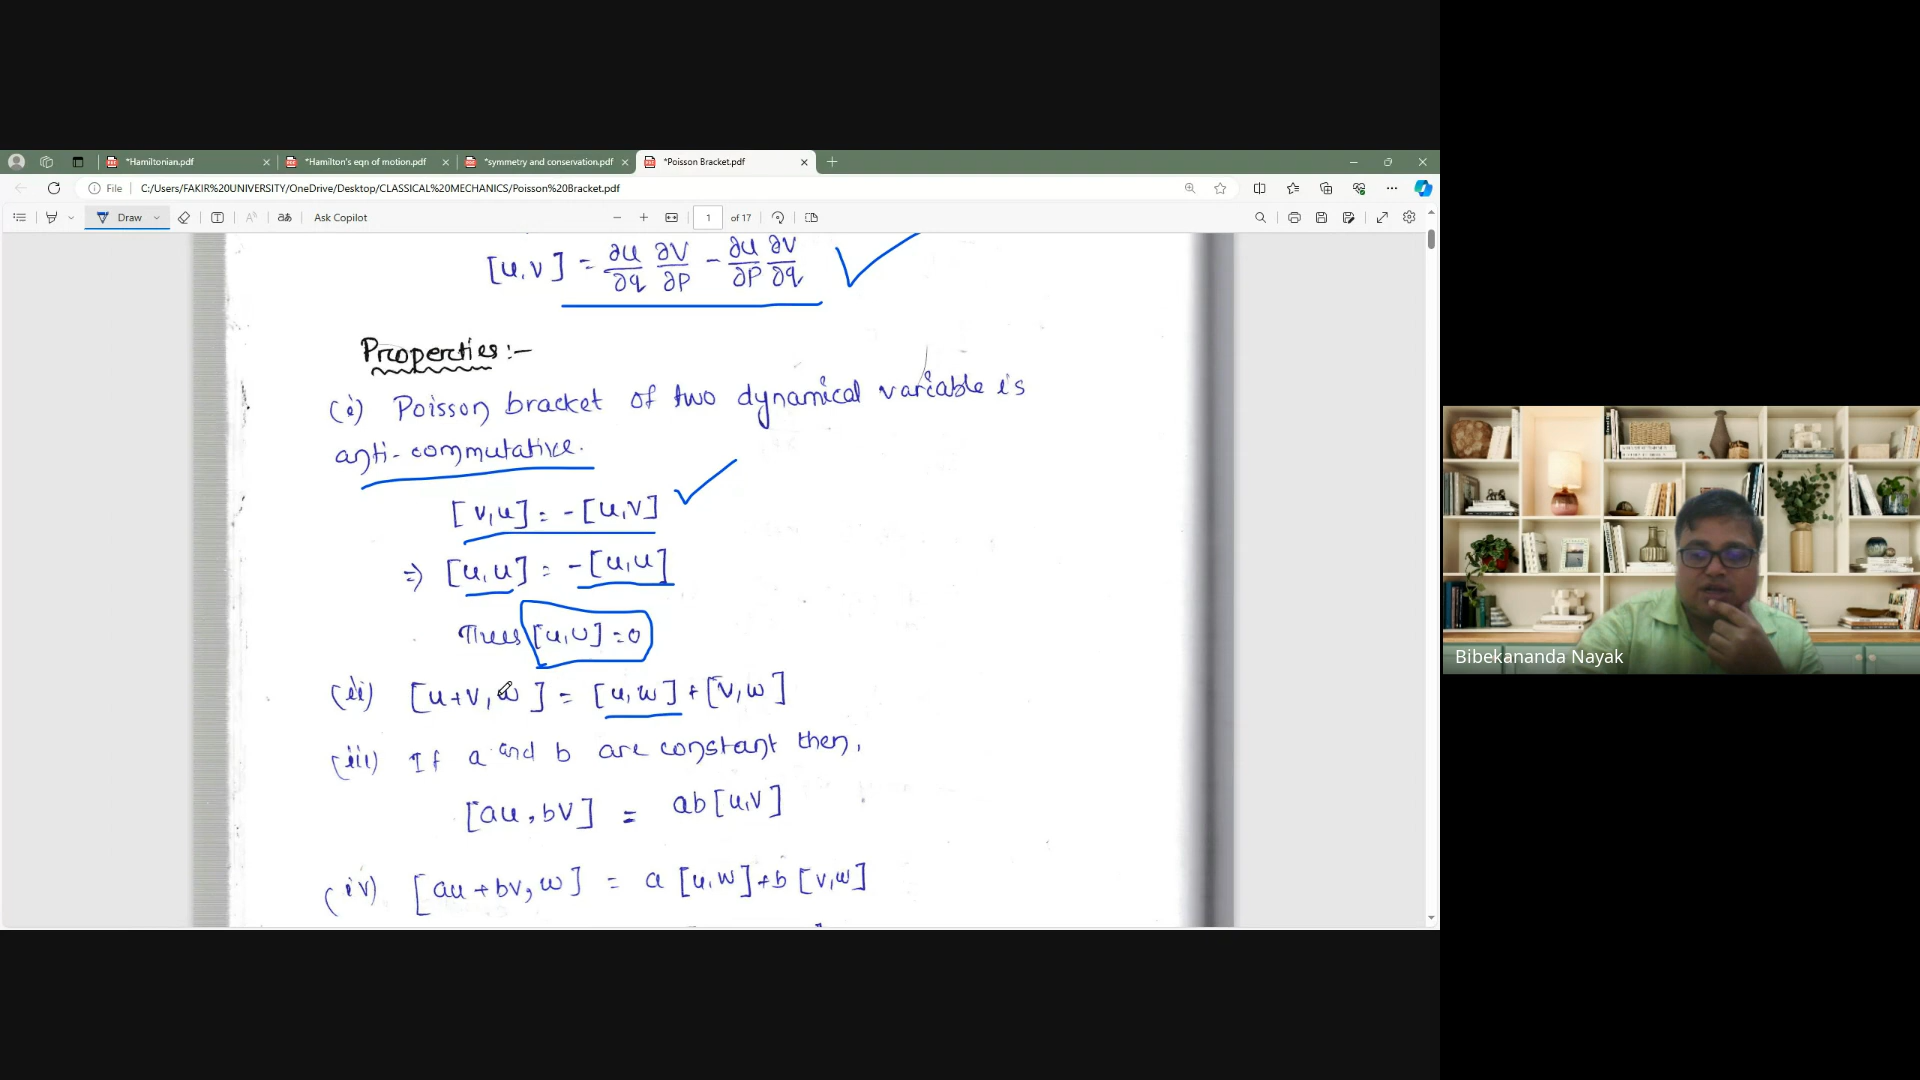 *Hamiltonian.pdf
*Hamilton's eqn of motion.pdf
*symmetry and conservation.pdf
*Poisson Bracket.pdf
File
C:/Users/FAKIR%20UNIVERSITY/OneDrive/Desktop/CLASSICAL%20MECHANICS/Poisson%20Bracket.pdf
Draw
Ask Copilot
1 of 17
[u,v] = ∂u/∂q ∂v/∂p - ∂u/∂p ∂v/∂q
Properties :-
(i) Poisson bracket of two dynamical variable is
anti-commutative.
[v,u] = -[u,v]
⇒ [u,u] = -[u,u]
Thus [u,u] = 0
(ii) [u+v, w] = [u,w] + [v,w]
(iii) If a and b are constant then,
[au, bv] = ab[u,v]
(iv) [au + bv, w] = a [u,w] + b [v,w]
Bibekananda Nayak